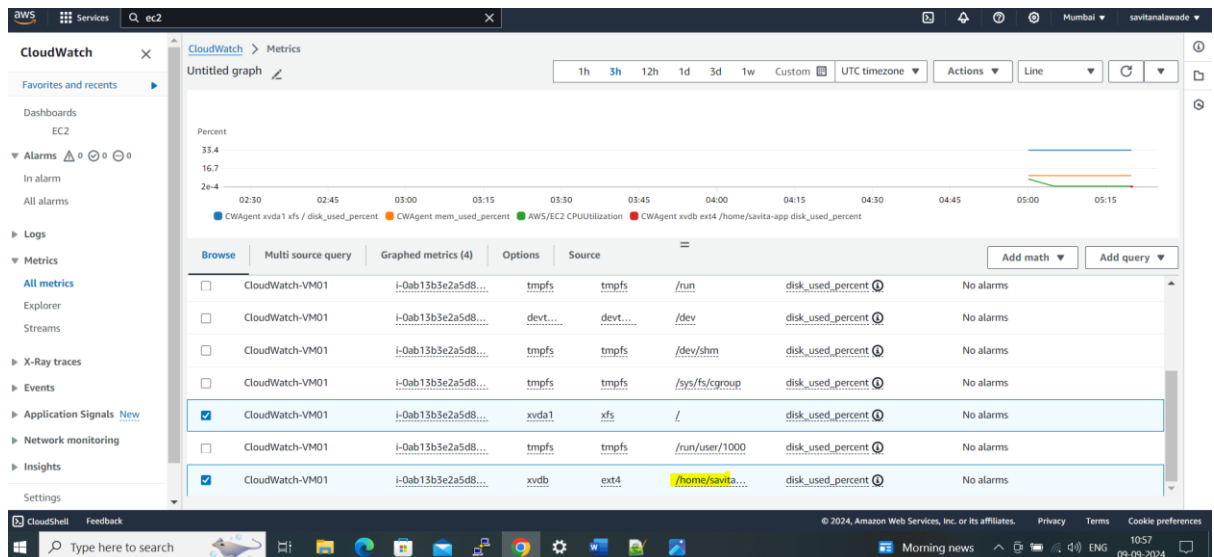 aws Services ec2 Mumbai savitanalawade
CloudWatch
Favorites and recents
Dashboards
EC2
Alarms 0 0 0
In alarm
All alarms
Logs
Metrics
All metrics
Explorer
Streams
X-Ray traces
Events
Application Signals New
Network monitoring
Insights
Settings
CloudWatch > Metrics
Untitled graph
1h 3h 12h 1d 3d 1w Custom UTC timezone Actions Line
Percent
33.4
16.7
2e-4
02:30 02:45 03:00 03:15 03:30 03:45 04:00 04:15 04:30 04:45 05:00 05:15
CWAgent xvda1 xfs / disk_used_percent CWAgent mem_used_percent AWS/EC2 CPUUtilization CWAgent xvdb ext4 /home/savita-app disk_used_percent
Browse Multi source query Graphed metrics (4) Options Source Add math Add query
CloudWatch-VM01 i-0ab13b3e2a5d8... tmpfs tmpfs /run disk_used_percent No alarms
CloudWatch-VM01 i-0ab13b3e2a5d8... devt... devt... /dev disk_used_percent No alarms
CloudWatch-VM01 i-0ab13b3e2a5d8... tmpfs tmpfs /dev/shm disk_used_percent No alarms
CloudWatch-VM01 i-0ab13b3e2a5d8... tmpfs tmpfs /sys/fs/cgroup disk_used_percent No alarms
CloudWatch-VM01 i-0ab13b3e2a5d8... xvda1 xfs / disk_used_percent No alarms
CloudWatch-VM01 i-0ab13b3e2a5d8... tmpfs tmpfs /run/user/1000 disk_used_percent No alarms
CloudWatch-VM01 i-0ab13b3e2a5d8... xvdb ext4 /home/savita... disk_used_percent No alarms
CloudShell Feedback © 2024, Amazon Web Services, Inc. or its affiliates. Privacy Terms Cookie preferences
Type here to search Morning news ENG 10:57
09-09-2024